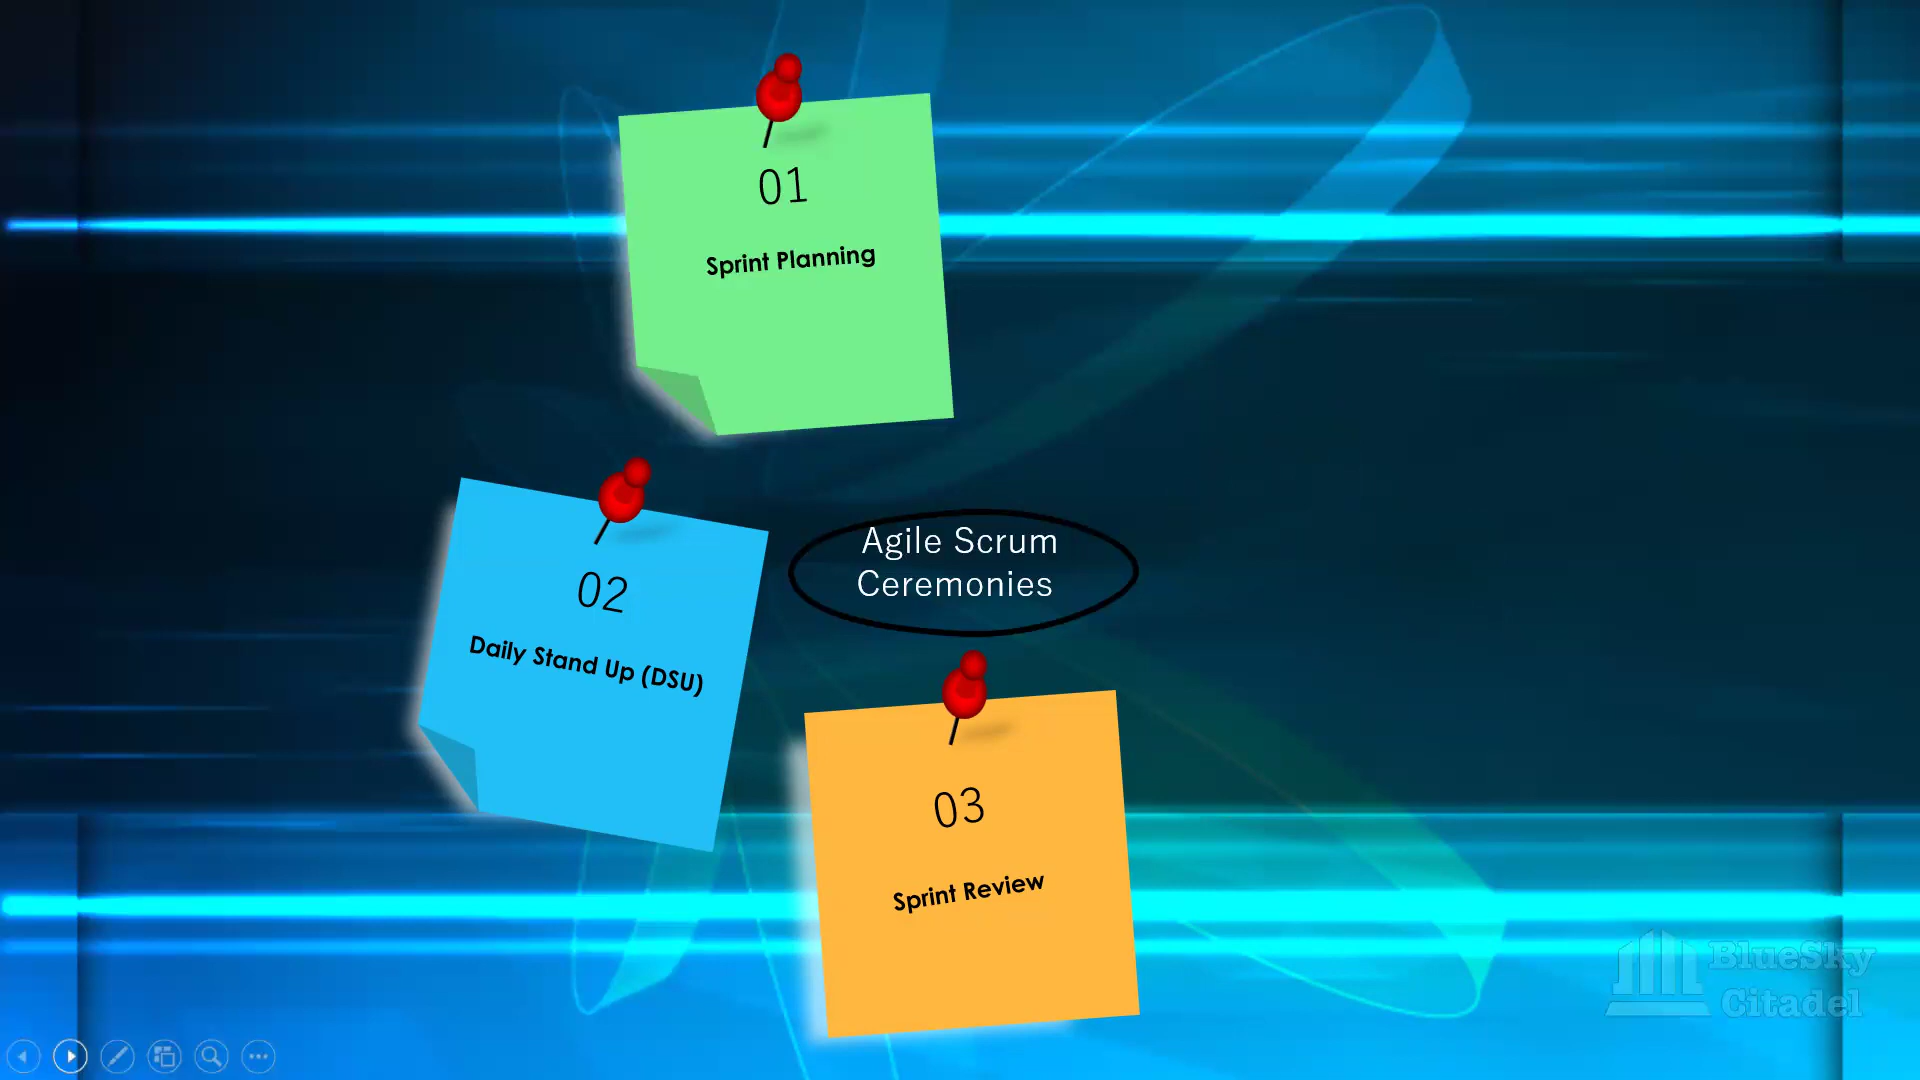 01
Sprint Planning
02
Daily Stand Up (DSU)
Agile Scrum
Ceremonies
03
Sprint Review
BlueSky
Citadel